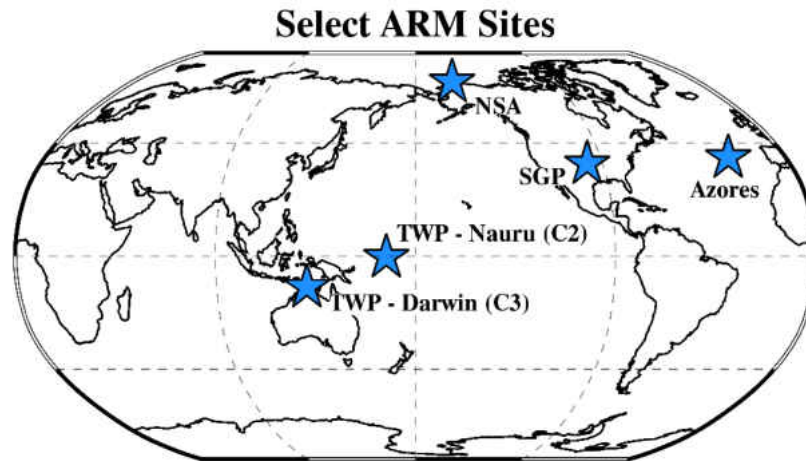 Select ARM Sites
NSA
SGP
Azores
TWP - Nauru (C2)
TWP - Darwin (C3)